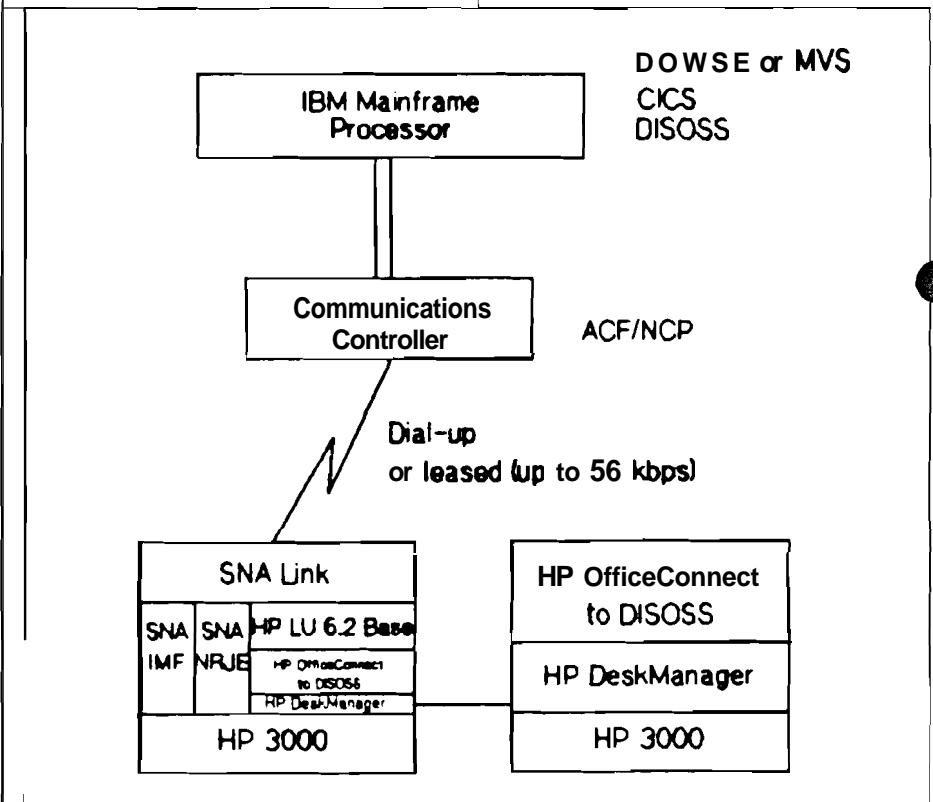 DOWSE or MVS
CICS
DISOSS
IBM Mainframe
Processor
Communications
Controller
ACF/NCP
Dial-up
or leased (up to 56 kbps)
SNA Link
SNA
IMF
SNA
NRJE
HP LU 6.2 Base
HP OfficeConnect
to DISOSS
HP DeskManager
HP 3000
HP OfficeConnect
to DISOSS
HP DeskManager
HP 3000